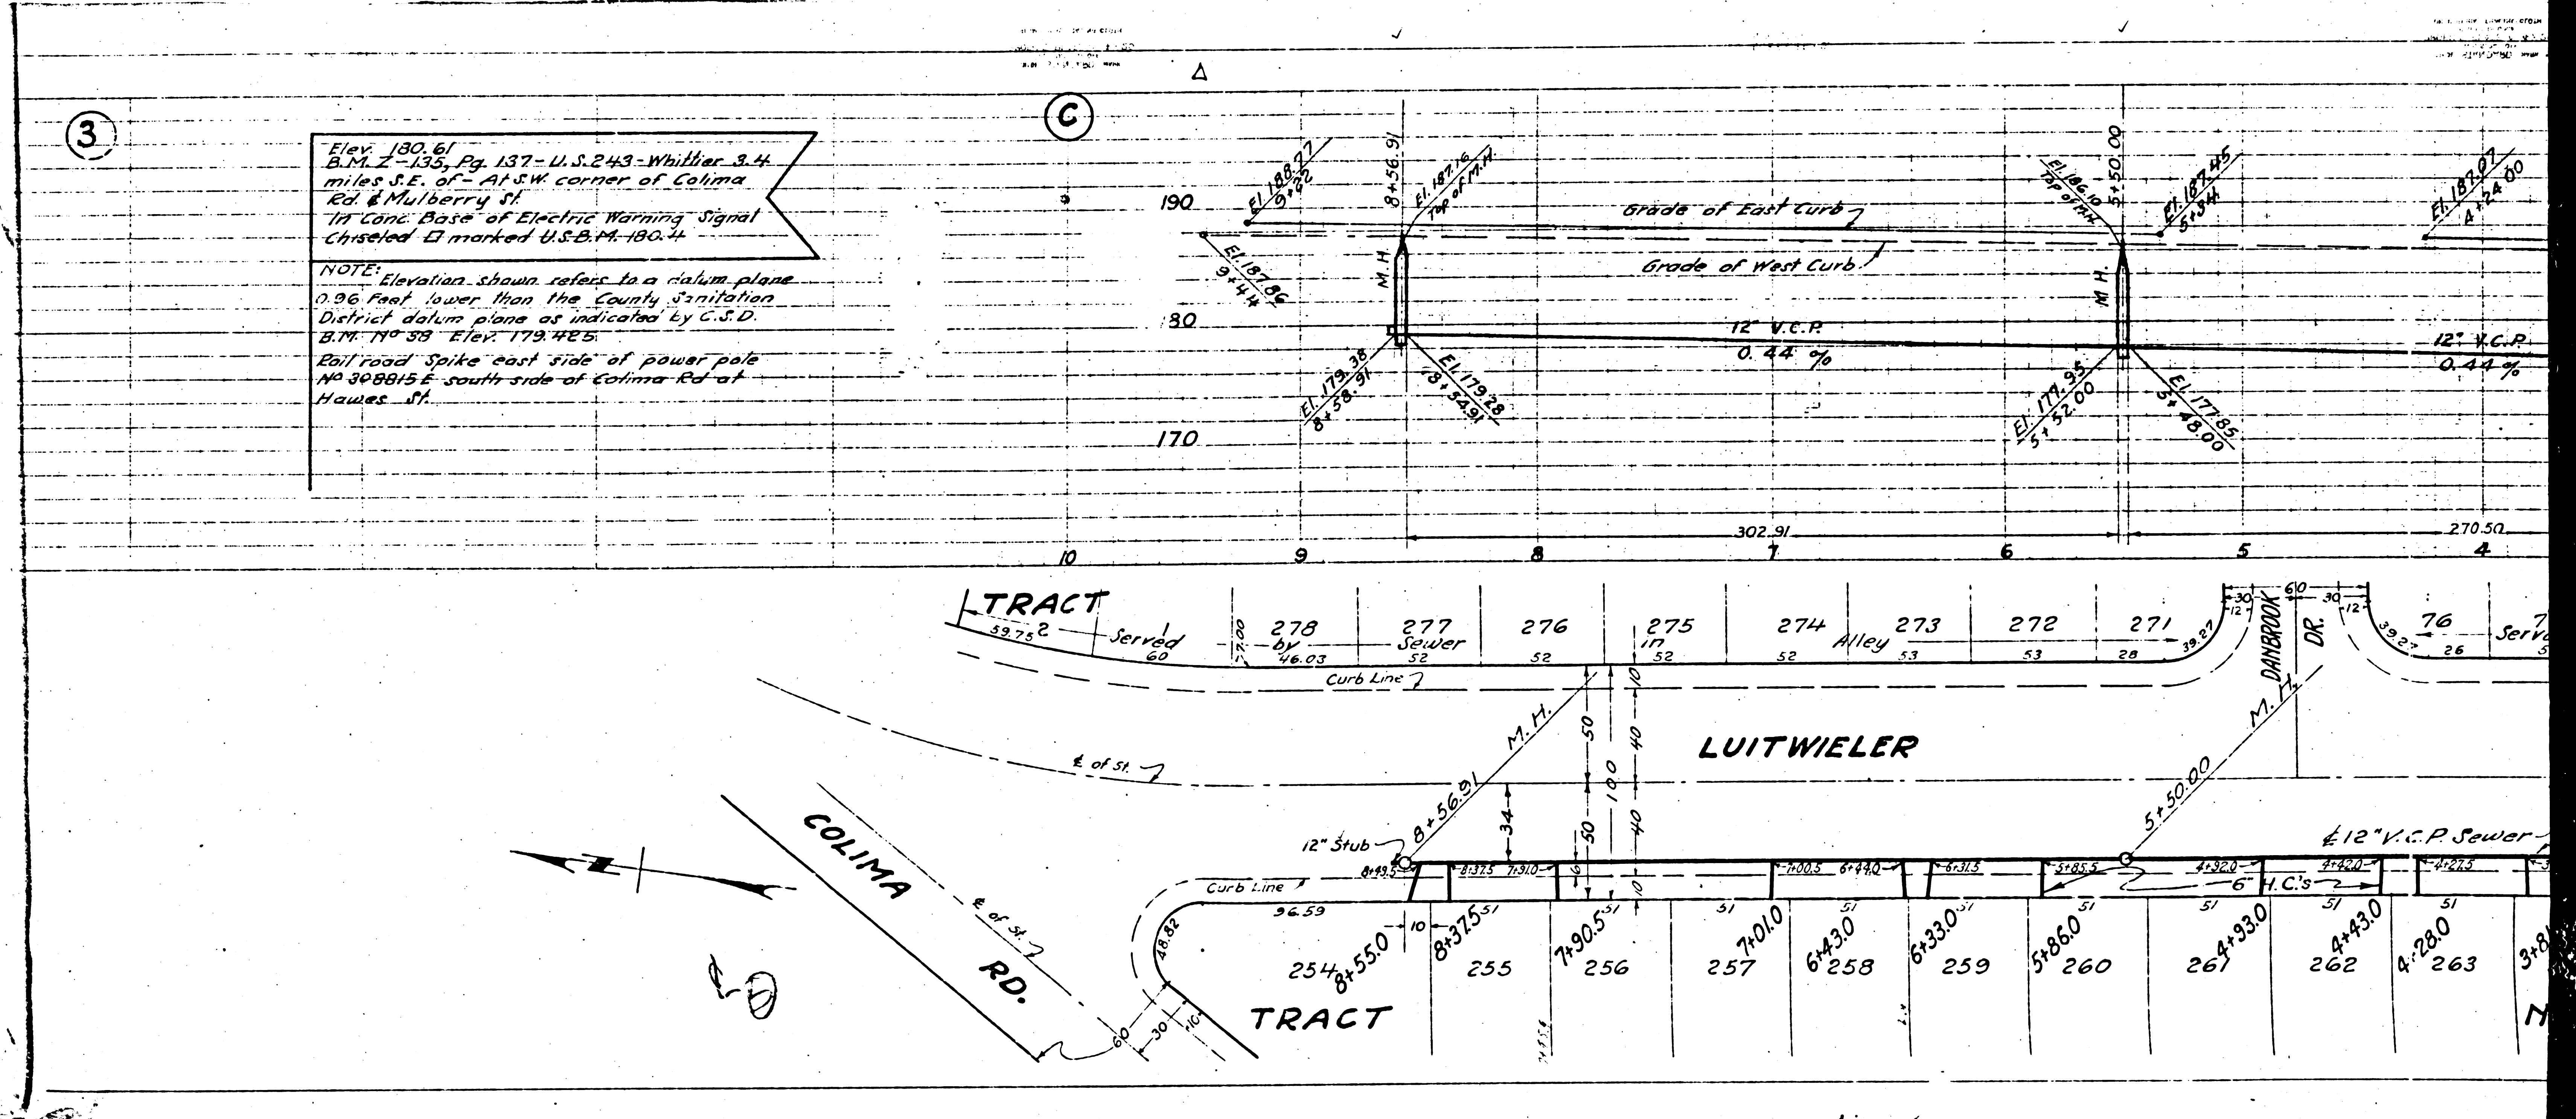 3
C
Elev. 180.61
B.M. Z-135, Pg. 137-U.S.243-Whittier 3.4
miles S.E. of - At S.W. corner of Colima
Rd. & Mulberry St.
In Conc. Base of Electric Warning Signal
Chiseled □ marked U.S.B.M. 180.4
NOTE:
Elevation shown refers to a datum plane
0.96 Feet lower than the County Sanitation
District datum plane as indicated by C.S.D.
B.M. Nº 58 Elev. 179.425
Railroad Spike east side of power pole
Nº 308815E south side of Colima Rd at
Hawes St.
190
180
170
El. 188.77
9+22
El. 187.86
9+44
8+56.91
El. 187.16
Top of M.H.
M.H.
El. 179.38
8+58.91
El. 179.28
8+54.91
Grade of East Curb
Grade of West Curb
12" V.C.P.
0.44 %
El. 186.10
Top of M.H.
5+50.00
El. 187.45
5+34
M.H.
El. 177.95
5+52.00
El. 177.85
5+48.00
El. 187.07
4+24.00
12" V.C.P.
0.44 %
302.91
270.50
10 9 8 7 6 5 4
TRACT
59.75 2 1 Served 60
77.00
278 277 276 275 274 273 272 271
by Sewer in Alley
46.03 52 52 52 52 53 53 28
39.27
60
30 30
12 12
DANBROOK
DR.
39.27
76
26
Curb Line
10
50 40
100
50 40
10
34
6
M.H.
8+56.91
LUITWIELER
M.H.
5+50.00
℄ of St.
12" Stub
℄ 12" V.C.P. Sewer
8+49.5 8+37.5 7+91.0 7+00.5 6+44.0 6+31.5 5+85.5 4+92.0 4+42.0 4+27.5
6" H.C.'s
Curb Line
96.59 51 51 51 51 51 51 51 51 51
10
48.82
8+55.0 8+37.5 7+90.5 7+01.0 6+43.0 6+33.0 5+86.0 4+93.0 4+43.0 4+28.0
254 255 256 257 258 259 260 261 262 263
COLIMA
RD.
℄ of St.
N
60
30
10
TRACT